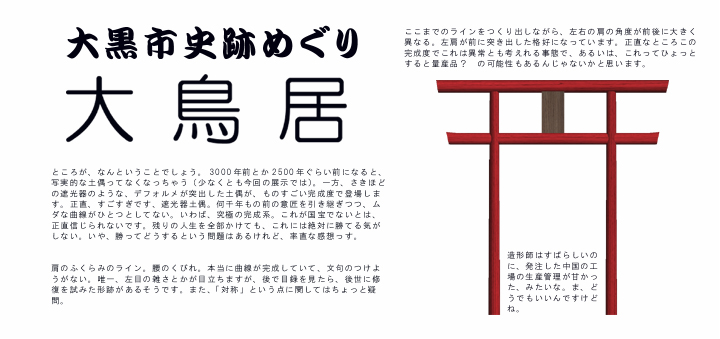 大黒市史跡めぐり
大鳥居
ところが、なんということでしょう。3000年前とか2500年ぐらい前になると、
写実的な土偶ってなくなっちゃう（少なくとも今回の展示では）。一方、さきほど
の遮光器のような、デフォルメが突出した土偶が、ものすごい完成度で登場しま
す。正直、すごすぎです、遮光器土偶。何千年もの前の意匠を引き継ぎつつ、ム
ダな曲線がひとつとしてない。いわば、究極の完成系。これが国宝でないとは、
正直信じられないです。残りの人生を全部かけても、これには絶対に勝てる気が
しない。いや、勝ってどうするという問題はあるけれど、率直な感想っす。
肩のふくらみのライン。腰のくびれ。本当に曲線が完成していて、文句のつけよ
うがない。唯一、左目の雑さとかが目立ちますが、後で目録を見たら、後世に修
復を試みた形跡があるそうです。また、「対称」という点に関してはちょっと疑
問。
ここまでのラインをつくり出しながら、左右の肩の角度が前後に大きく
異なる。左肩が前に突き出した格好になっています。正直なところこの
完成度でこれは異常とも考えれる事態で、あるいは、これってひょっと
すると量産品？　の可能性もあるんじゃないかと思います。
造形師はすばらしいの
に、発注した中国の工
場の生産管理が甘かっ
た、みたいな。ま、ど
うでもいいんですけど
ね。